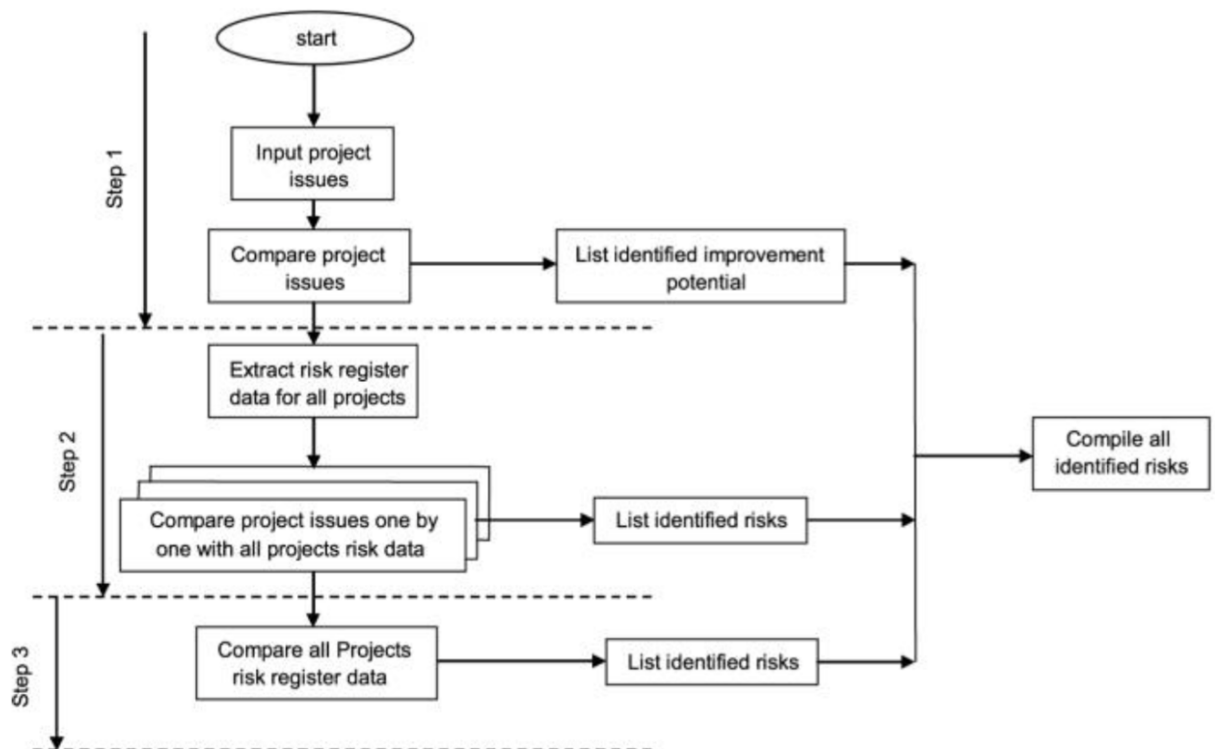 start
Step 1
Input project
issues
Compare project
issues
List identified improvement
potential
Step 2
Extract risk register
data for all projects
Compile all
identified risks
Compare project issues one by
one with all projects risk data
List identified risks
Step 3
Compare all Projects
risk register data
List identified risks